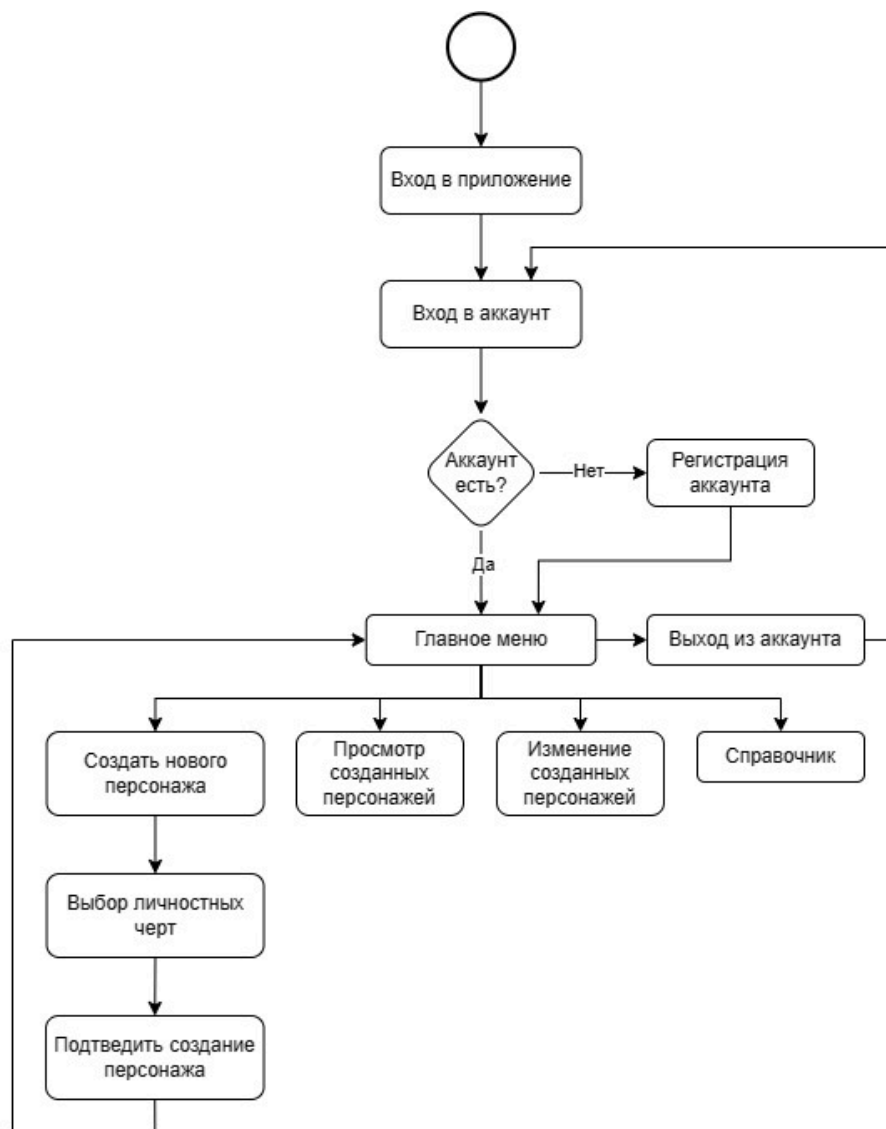 Вход в приложение
Вход в аккаунт
Аккаунт
есть?
Нет
Регистрация
аккаунта
Да
Главное меню
Выход из аккаунта
Создать нового
персонажа
Просмотр
созданных
персонажей
Изменение
созданных
персонажей
Справочник
Выбор личностных
черт
Подтведить создание
персонажа